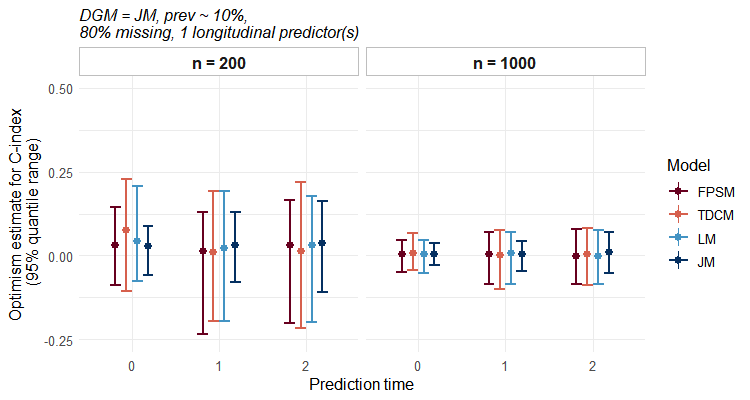 DGM = JM, prev ~ 10%,
80% missing, 1 longitudinal predictor(s)
n = 200
n = 1000
Optimism estimate for C-index
(95% quantile range)
0.50
0.25
0.00
-0.25
0
1
2
0
1
2
Prediction time
Model
FPSM
TDCM
LM
JM